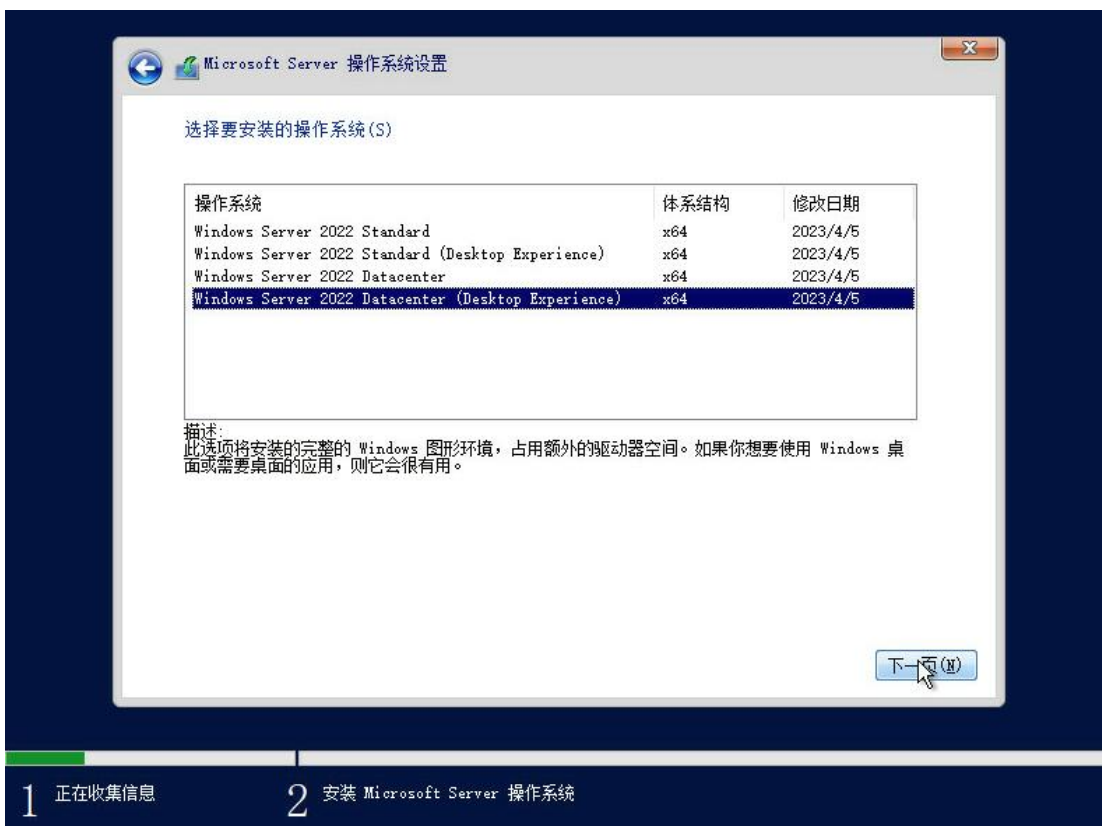 Microsoft Server 操作系统设置
选择要安装的操作系统(S)
操作系统 体系结构 修改日期
Windows Server 2022 Standard x64 2023/4/5
Windows Server 2022 Standard (Desktop Experience) x64 2023/4/5
Windows Server 2022 Datacenter x64 2023/4/5
Windows Server 2022 Datacenter (Desktop Experience) x64 2023/4/5
描述:
此选项将安装的完整的 Windows 图形环境，占用额外的驱动器空间。如果你想要使用 Windows 桌
面或需要桌面的应用，则它会很有用。
下一页(N)
1 正在收集信息 2 安装 Microsoft Server 操作系统